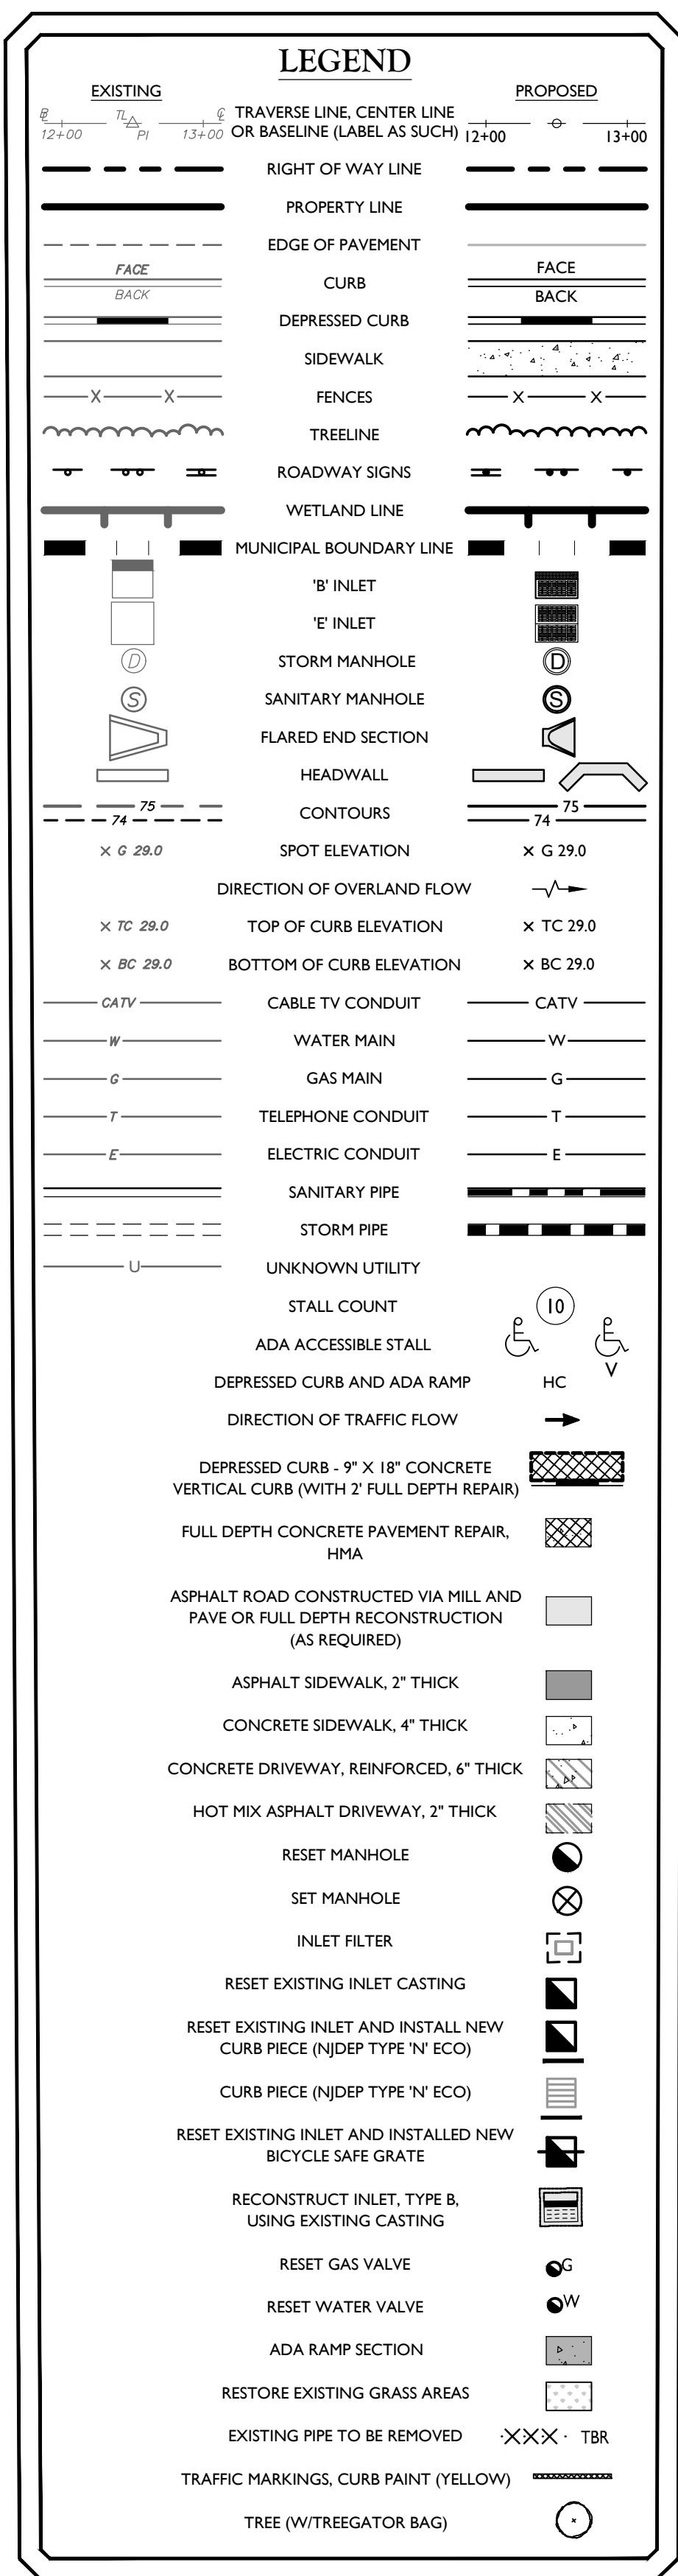 LEGEND
EXISTING PROPOSED
℄ TL ℄ TRAVERSE LINE, CENTER LINE
12+00 PI 13+00 OR BASELINE (LABEL AS SUCH) 12+00 13+00
RIGHT OF WAY LINE
PROPERTY LINE
EDGE OF PAVEMENT
FACE CURB FACE
BACK BACK
DEPRESSED CURB
SIDEWALK
X X FENCES X X
TREELINE
ROADWAY SIGNS
WETLAND LINE
MUNICIPAL BOUNDARY LINE
'B' INLET
'E' INLET
D STORM MANHOLE D
S SANITARY MANHOLE S
FLARED END SECTION
HEADWALL
75 CONTOURS 75
74 74
× G 29.0 SPOT ELEVATION × G 29.0
DIRECTION OF OVERLAND FLOW
× TC 29.0 TOP OF CURB ELEVATION × TC 29.0
× BC 29.0 BOTTOM OF CURB ELEVATION × BC 29.0
CATV CABLE TV CONDUIT CATV
W WATER MAIN W
G GAS MAIN G
T TELEPHONE CONDUIT T
E ELECTRIC CONDUIT E
SANITARY PIPE
STORM PIPE
U UNKNOWN UTILITY
STALL COUNT 10
ADA ACCESSIBLE STALL
V
DEPRESSED CURB AND ADA RAMP HC
DIRECTION OF TRAFFIC FLOW
DEPRESSED CURB - 9" X 18" CONCRETE
VERTICAL CURB (WITH 2' FULL DEPTH REPAIR)
FULL DEPTH CONCRETE PAVEMENT REPAIR,
HMA
ASPHALT ROAD CONSTRUCTED VIA MILL AND
PAVE OR FULL DEPTH RECONSTRUCTION
(AS REQUIRED)
ASPHALT SIDEWALK, 2" THICK
CONCRETE SIDEWALK, 4" THICK
CONCRETE DRIVEWAY, REINFORCED, 6" THICK
HOT MIX ASPHALT DRIVEWAY, 2" THICK
RESET MANHOLE
SET MANHOLE
INLET FILTER
RESET EXISTING INLET CASTING
RESET EXISTING INLET AND INSTALL NEW
CURB PIECE (NJDEP TYPE 'N' ECO)
CURB PIECE (NJDEP TYPE 'N' ECO)
RESET EXISTING INLET AND INSTALLED NEW
BICYCLE SAFE GRATE
RECONSTRUCT INLET, TYPE B,
USING EXISTING CASTING
RESET GAS VALVE G
RESET WATER VALVE W
ADA RAMP SECTION
RESTORE EXISTING GRASS AREAS
EXISTING PIPE TO BE REMOVED XXX TBR
TRAFFIC MARKINGS, CURB PAINT (YELLOW)
TREE (W/TREEGATOR BAG)